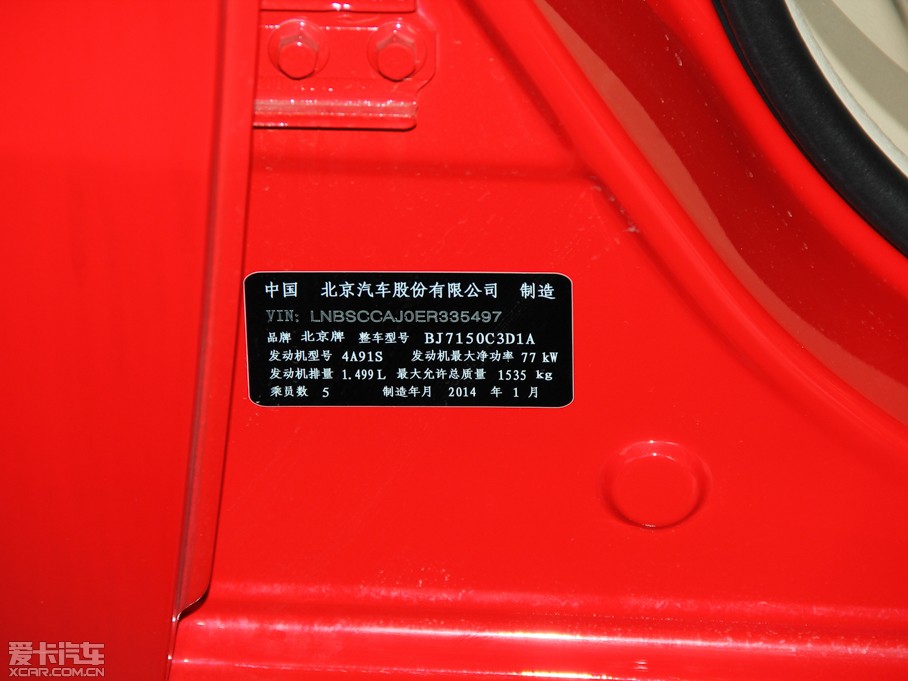 中国 北京汽车股份有限公司 制造
VIN: LNBSCCAJ0ER335497
品牌 北京牌 整车型号 BJ7150C3D1A
发动机型号 4A91S 发动机最大净功率 77 kW
发动机排量 1.499 L 最大允许总质量 1535 kg
乘员数 5 制造年月 2014 年 1 月
爱卡汽车
XCAR.COM.CN